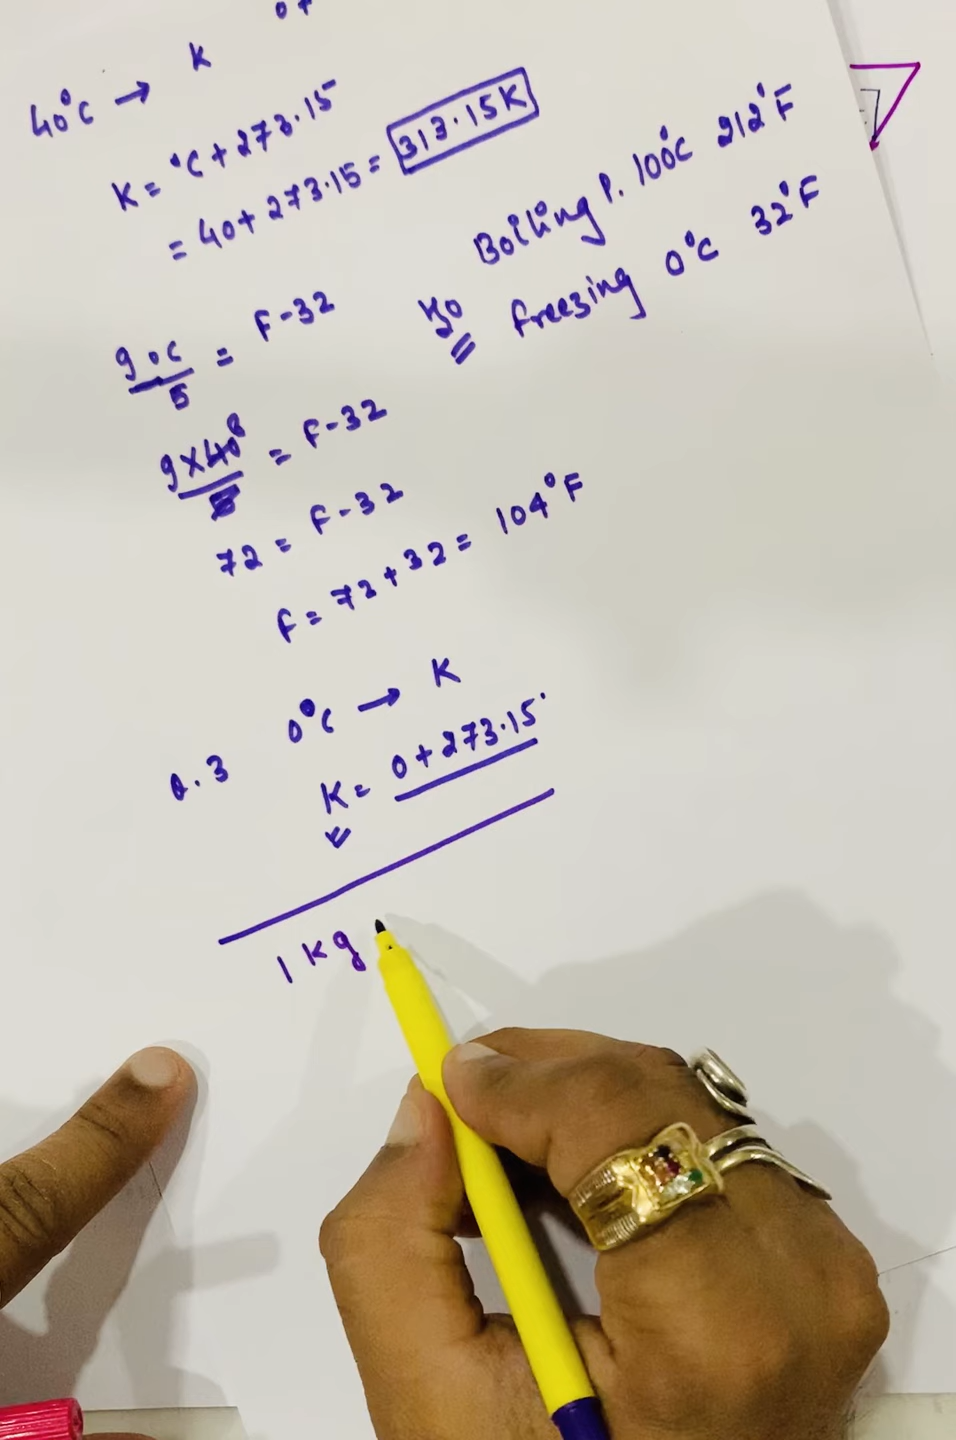 40°C → K
K = °C + 273.15
= 40 + 273.15 = 313.15K
Boiling P. 100°C 212°F
freezing 0°C 32°F
9°C/5 = F-32
9×40 8/5 = F-32
72 = F-32
F = 72+32 = 104°F
Q.3 0°C → K
K = 0+273.15
1 kg